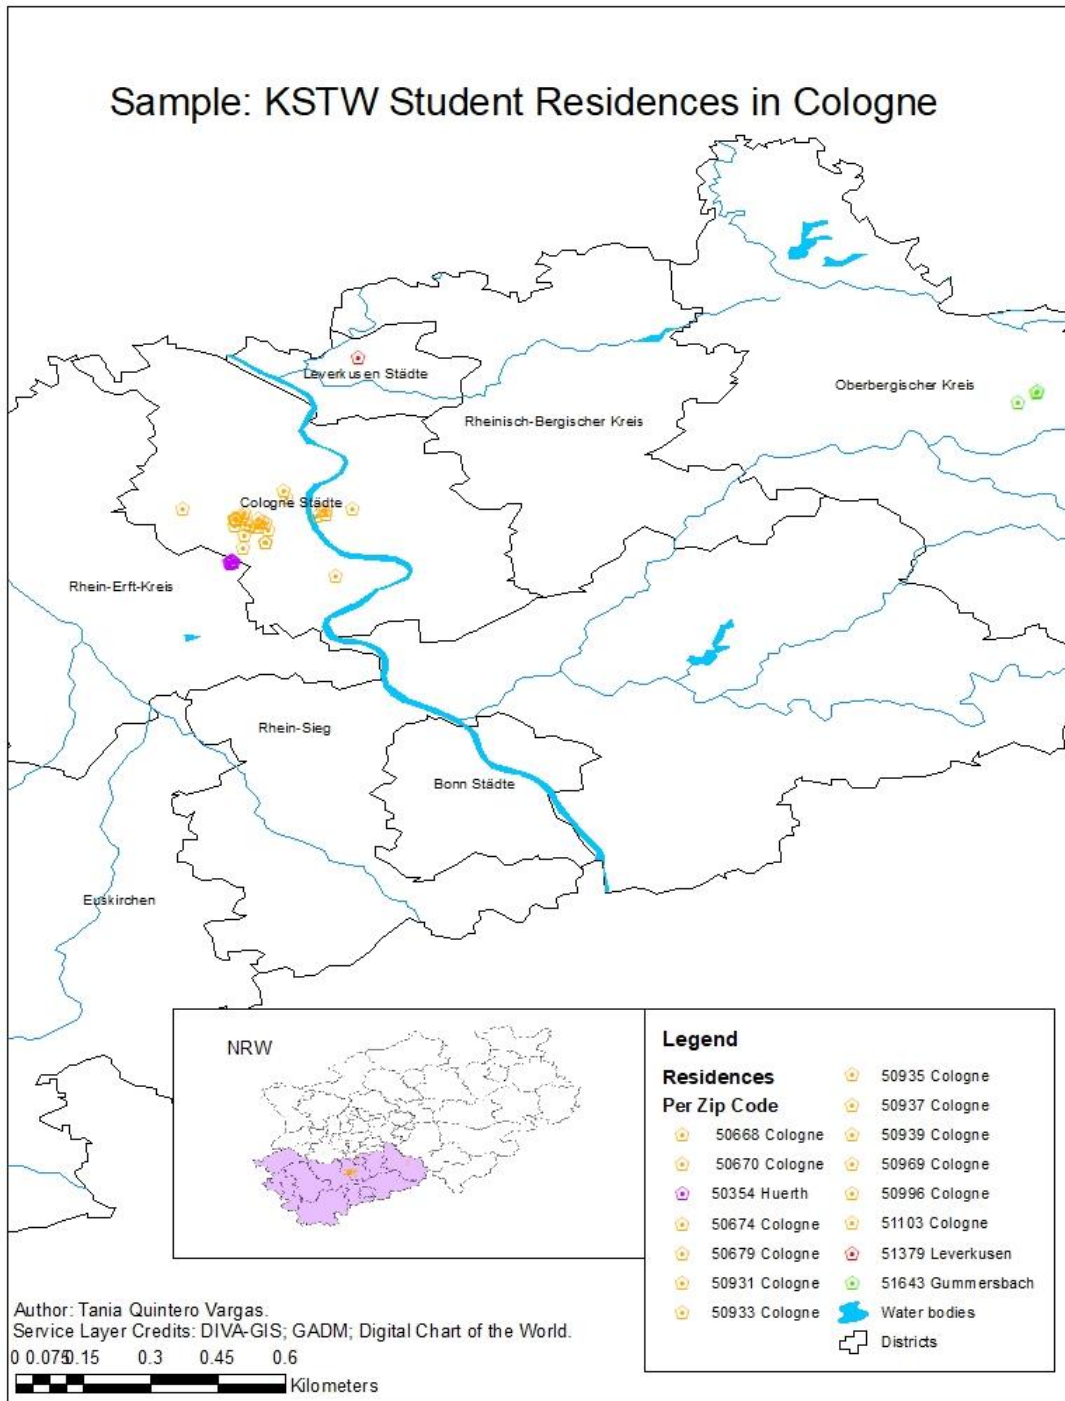 Sample: KSTW Student Residences in Cologne
Leverkusen Städte
Oberbergischer Kreis
Rheinisch-Bergischer Kreis
Cologne Städte
Rhein-Erft-Kreis
Rhein-Sieg
Bonn Städte
Euskirchen
NRW
Legend
Residences
Per Zip Code
50668 Cologne
50670 Cologne
50354 Huerth
50674 Cologne
50679 Cologne
50931 Cologne
50933 Cologne
50935 Cologne
50937 Cologne
50939 Cologne
50969 Cologne
50996 Cologne
51103 Cologne
51379 Leverkusen
51643 Gummersbach
Water bodies
Districts
Author: Tania Quintero Vargas.
Service Layer Credits: DIVA-GIS; GADM; Digital Chart of the World.
0 0.075 0.15 0.3 0.45 0.6
Kilometers